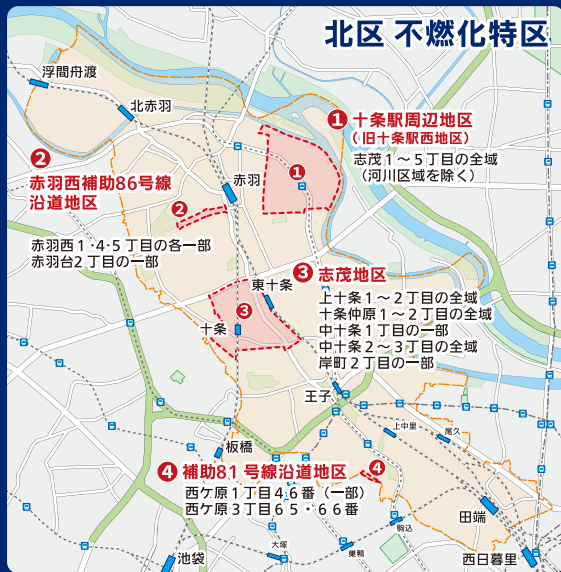 北区 不燃化特区
浮間舟渡
北赤羽
❶ 十条駅周辺地区
（旧十条駅西地区）
志茂１～５丁目の全域
（河川区域を除く）
❶
❷
赤羽西補助86号線
沿道地区
赤羽
❷
赤羽西１･４･５丁目の各一部
赤羽台２丁目の一部
東十条
❸ 志茂地区
上十条１～２丁目の全域
十条仲原１～２丁目の全域
中十条１丁目の一部
中十条２～３丁目の全域
岸町２丁目の一部
❸
十条
王子
上中里
尾久
板橋
❹ 補助81号線沿道地区
西ケ原１丁目４６番（一部）
西ケ原３丁目６５・６６番
❹
田端
駒込
巣鴨
大塚
池袋
西日暮里